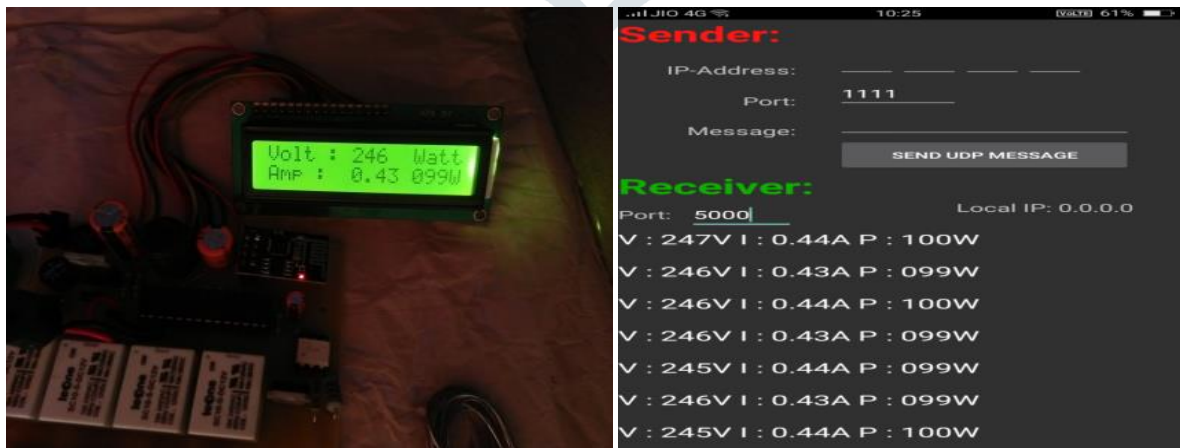 Volt : 246 Watt
Amp : 0.43 099W
JIO 4G 10:25 VoLTE 61%
Sender:
IP-Address:
Port: 1111
Message:
SEND UDP MESSAGE
Receiver:
Port: 5000 Local IP: 0.0.0.0
V : 247V I : 0.44A P : 100W
V : 246V I : 0.43A P : 099W
V : 246V I : 0.44A P : 100W
V : 246V I : 0.43A P : 099W
V : 245V I : 0.44A P : 099W
V : 246V I : 0.43A P : 099W
V : 245V I : 0.44A P : 099W